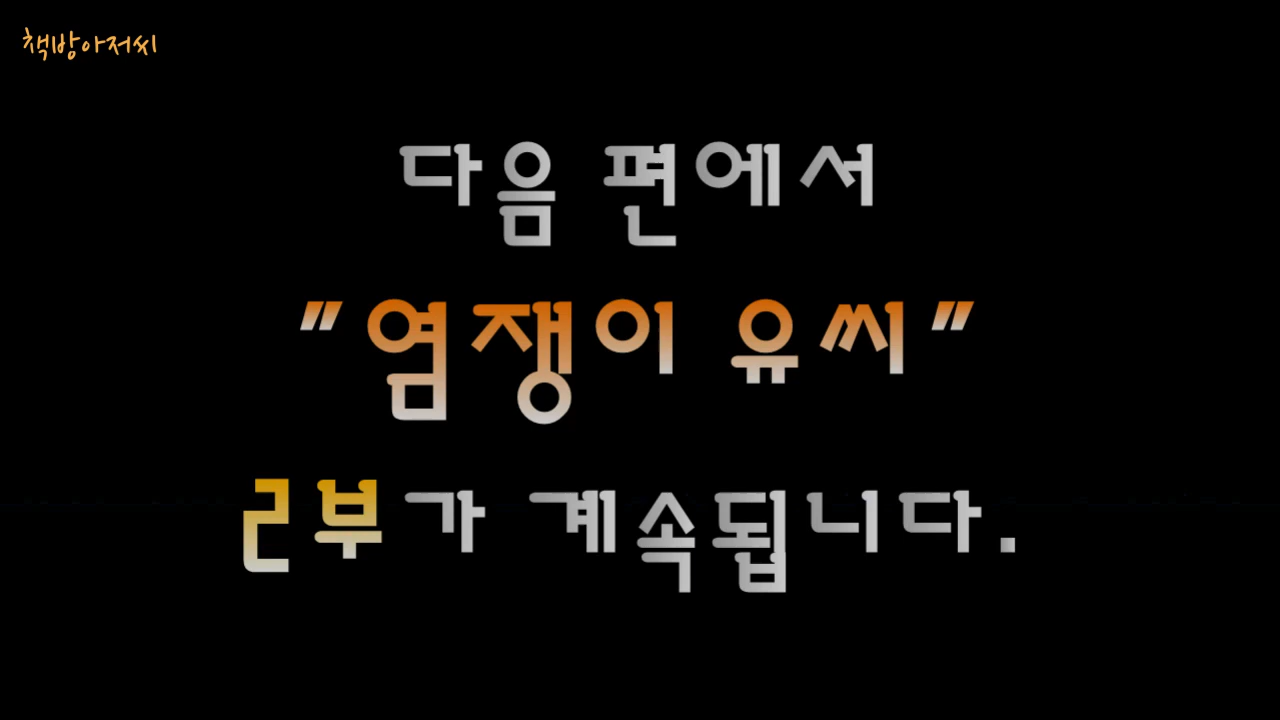 책방아저씨
다음 편에서
"염쟁이 유씨"
2부가 계속됩니다.